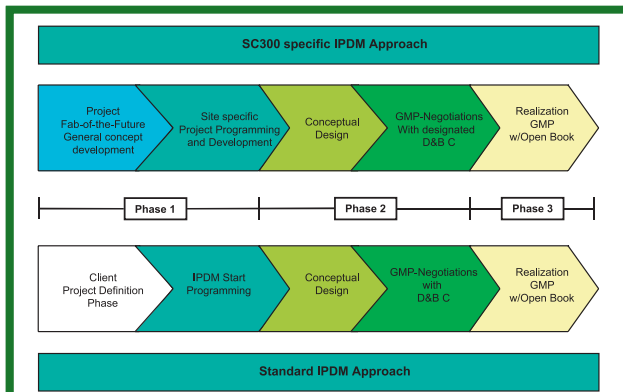 SC300 specific IPDM Approach
Project
Fab-of-the-Future
General concept
development
Site specific
Project Programming
and Development
Conceptual
Design
GMP-Negotiations
With designated
D&B C
Realization
GMP
w/Open Book
Phase 1
Phase 2
Phase 3
Client
Project Definition
Phase
IPDM Start
Programming
Conceptual
Design
GMP-Negotiations
with
D&B C
Realization
GMP
w/Open Book
Standard IPDM Approach